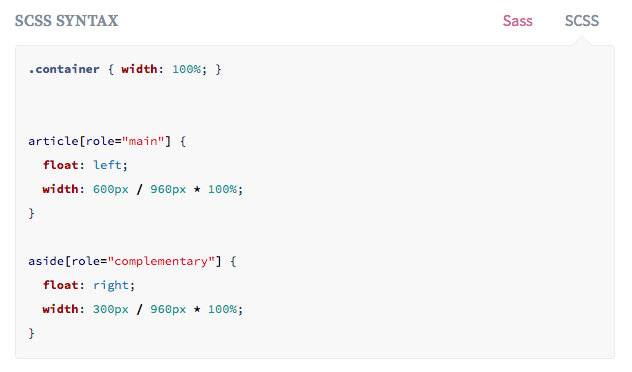 SCSS SYNTAX Sass SCSS
.container { width: 100%; }
article[role="main"] {
  float: left;
  width: 600px / 960px * 100%;
}
aside[role="complementary"] {
  float: right;
  width: 300px / 960px * 100%;
}